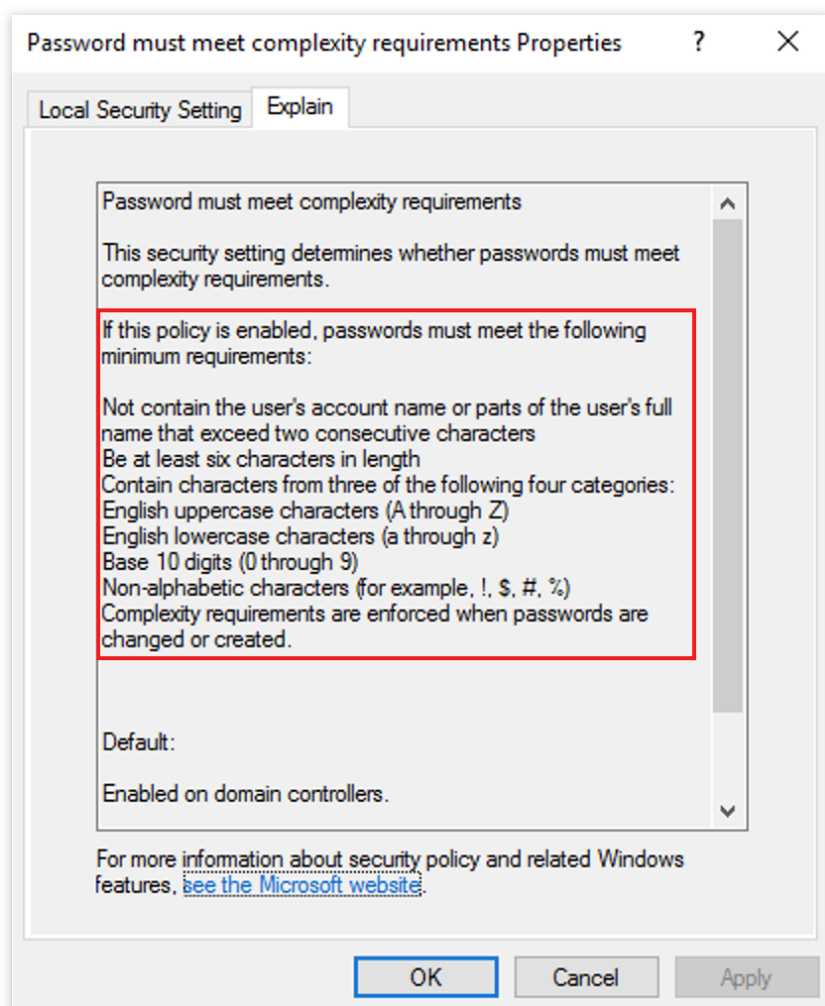 Password must meet complexity requirements Properties ? ×
Local Security Setting Explain
Password must meet complexity requirements
This security setting determines whether passwords must meet
complexity requirements.
If this policy is enabled, passwords must meet the following
minimum requirements:
Not contain the user's account name or parts of the user's full
name that exceed two consecutive characters
Be at least six characters in length
Contain characters from three of the following four categories:
English uppercase characters (A through Z)
English lowercase characters (a through z)
Base 10 digits (0 through 9)
Non-alphabetic characters (for example, !, $, #, %)
Complexity requirements are enforced when passwords are
changed or created.
Default:
Enabled on domain controllers.
For more information about security policy and related Windows
features, see the Microsoft website.
OK Cancel Apply